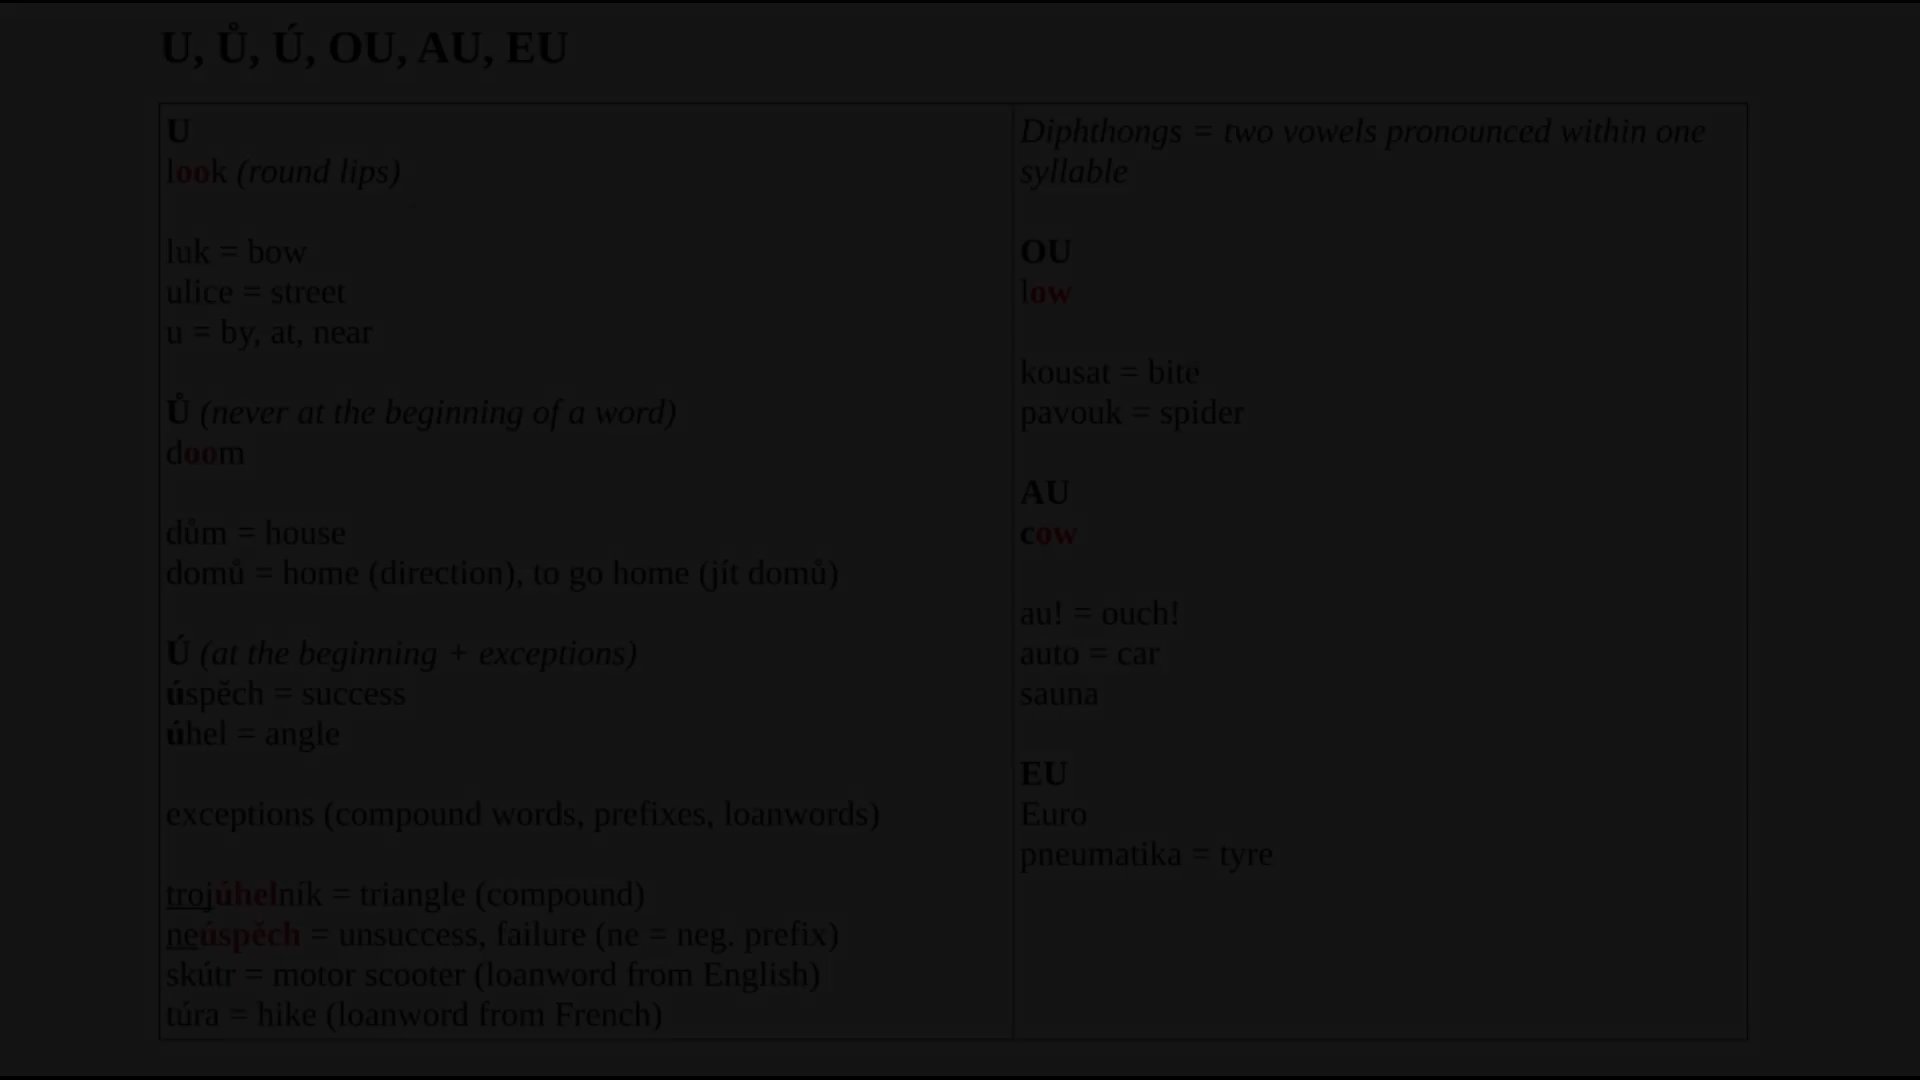 U, Ů, Ú, OU, AU, EU
U
look (round lips)
luk = bow
ulice = street
u = by, at, near
Ů (never at the beginning of a word)
doom
dům = house
domů = home (direction), to go home (jít domů)
Ú (at the beginning + exceptions)
úspěch = success
úhel = angle
exceptions (compound words, prefixes, loanwords)
trojúhelník = triangle (compound)
neúspěch = unsuccess, failure (ne = neg. prefix)
skútr = motor scooter (loanword from English)
túra = hike (loanword from French)
Diphthongs = two vowels pronounced within one
syllable
OU
low
kousat = bite
pavouk = spider
AU
cow
au! = ouch!
auto = car
sauna
EU
Euro
pneumatika = tyre